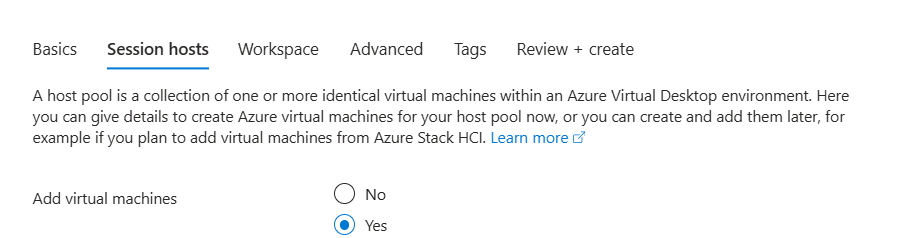 Basics Session hosts Workspace Advanced Tags Review + create
A host pool is a collection of one or more identical virtual machines within an Azure Virtual Desktop environment. Here
you can give details to create Azure virtual machines for your host pool now, or you can create and add them later, for
example if you plan to add virtual machines from Azure Stack HCI. Learn more
Add virtual machines
No
Yes